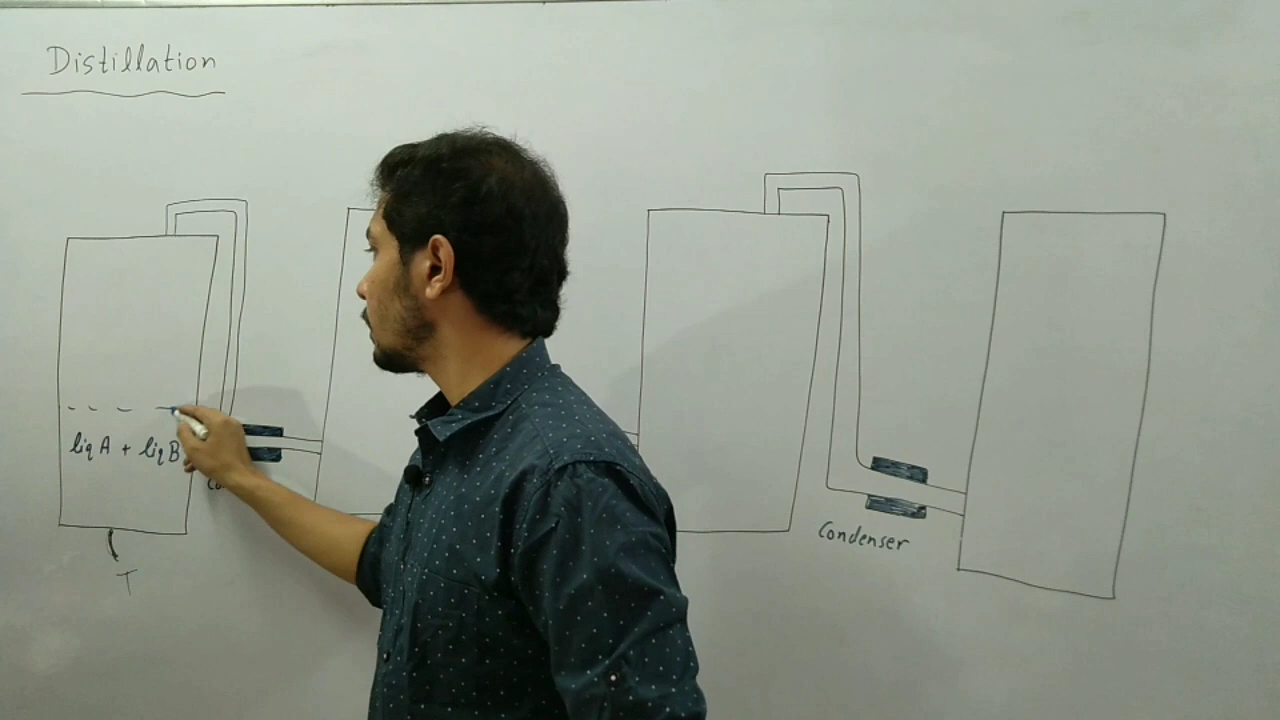 Distillation
liq A + liq B
T
Condenser